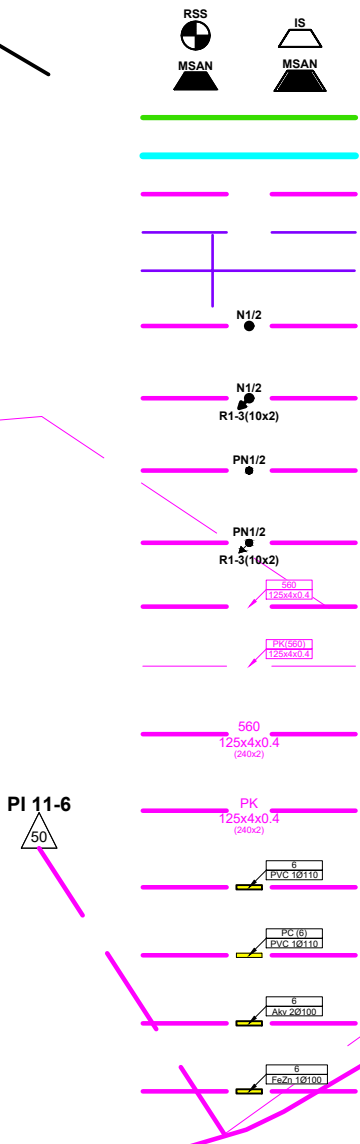 RSS
IS
MSAN
MSAN
N1/2
N1/2
R1-3(10x2)
PN1/2
PN1/2
R1-3(10x2)
560
125x4x0.4
PK(560)
125x4x0.4
560
125x4x0.4
(240x2)
PI 11-6
50
PK
125x4x0.4
(240x2)
6
PVC 1Ø110
PC (6)
PVC 1Ø110
6
Akv 2Ø100
6
FeZn 1Ø100